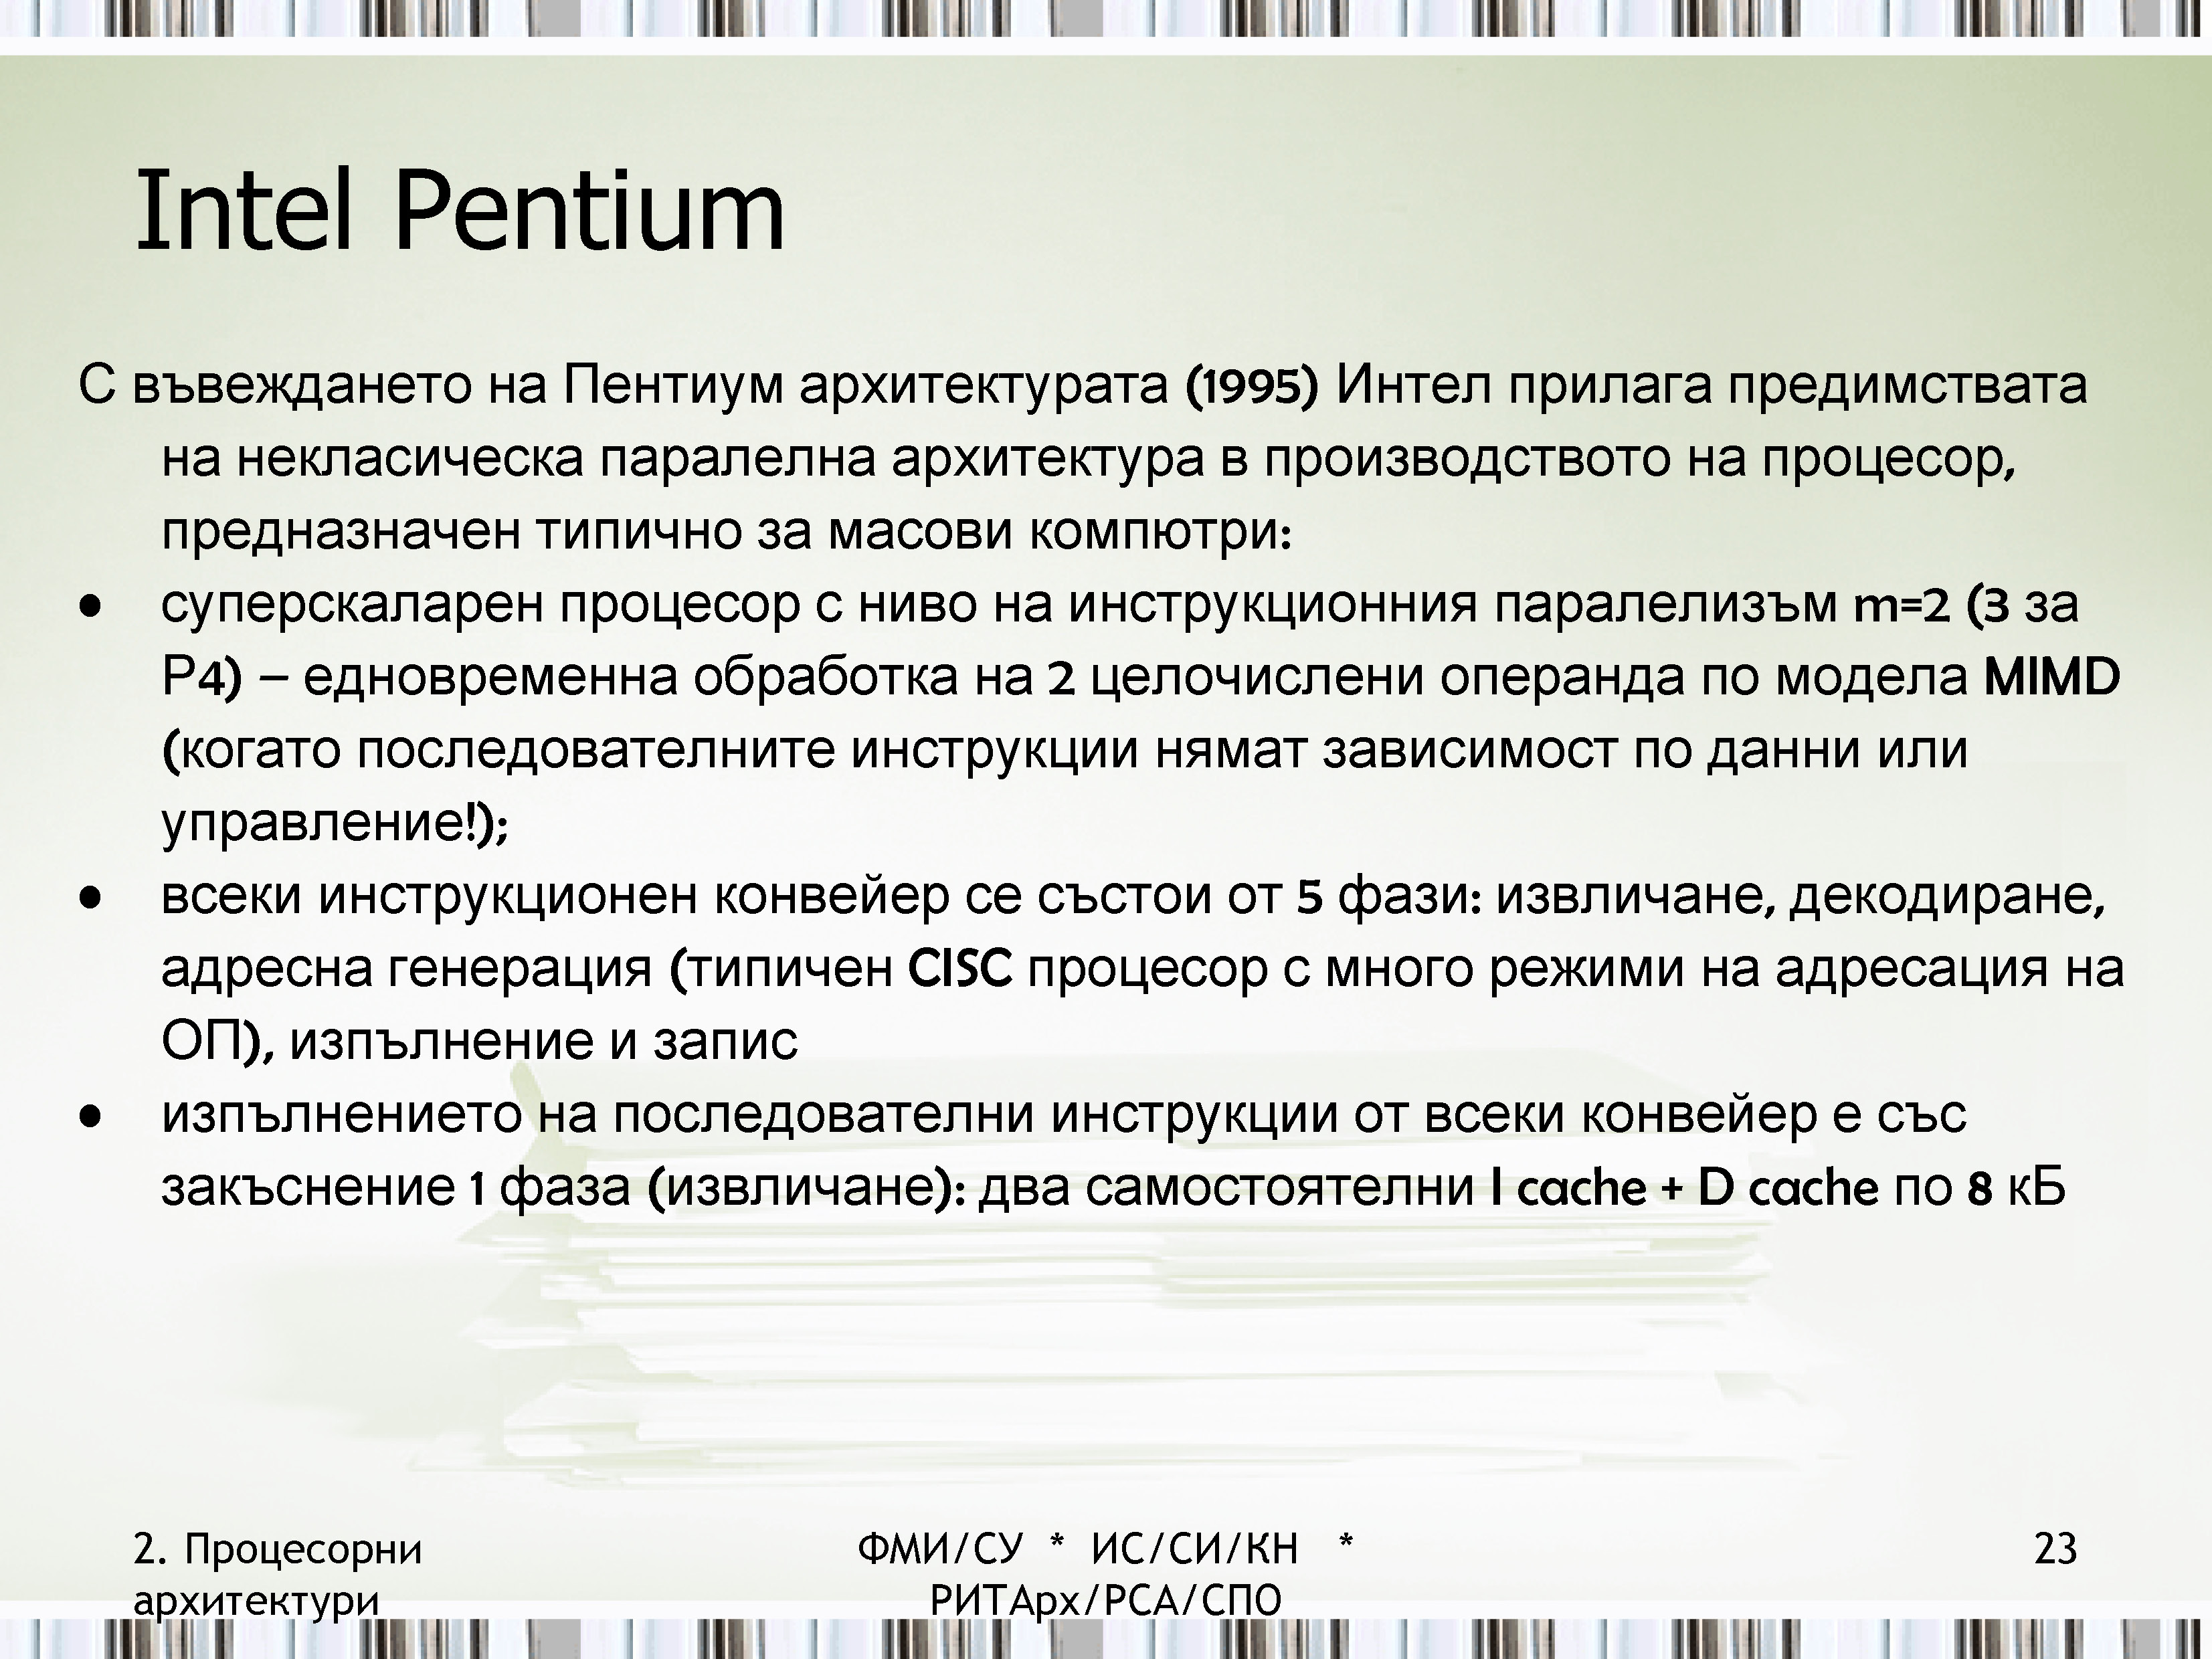 Intel Pentium
С въвеждането на Пентиум архитектурата (1995) Интел прилага предимствата
на некласическа паралелна архитектура в производството на процесор,
предназначен типично за масови компютри:
• суперскаларен процесор с ниво на инструкционния паралелизъм m=2 (3 за
Р4) – едновременна обработка на 2 целочислени операнда по модела MIMD
(когато последователните инструкции нямат зависимост по данни или
управление!);
• всеки инструкционен конвейер се състои от 5 фази: извличане, декодиране,
адресна генерация (типичен CISC процесор с много режими на адресация на
ОП), изпълнение и запис
• изпълнението на последователни инструкции от всеки конвейер е със
закъснение 1 фаза (извличане): два самостоятелни I cache + D cache по 8 кБ
2. Процесорни
архитектури
ФМИ/СУ * ИС/СИ/КН *
РИТАрх/РСА/СПО
23